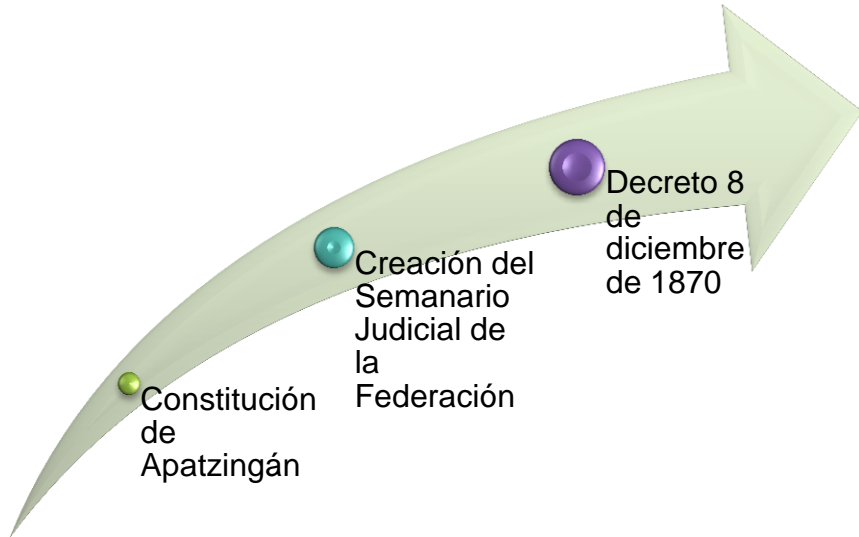 Constitución
de
Apatzingán
Creación del
Semanario
Judicial de
la
Federación
Decreto 8
de
diciembre
de 1870